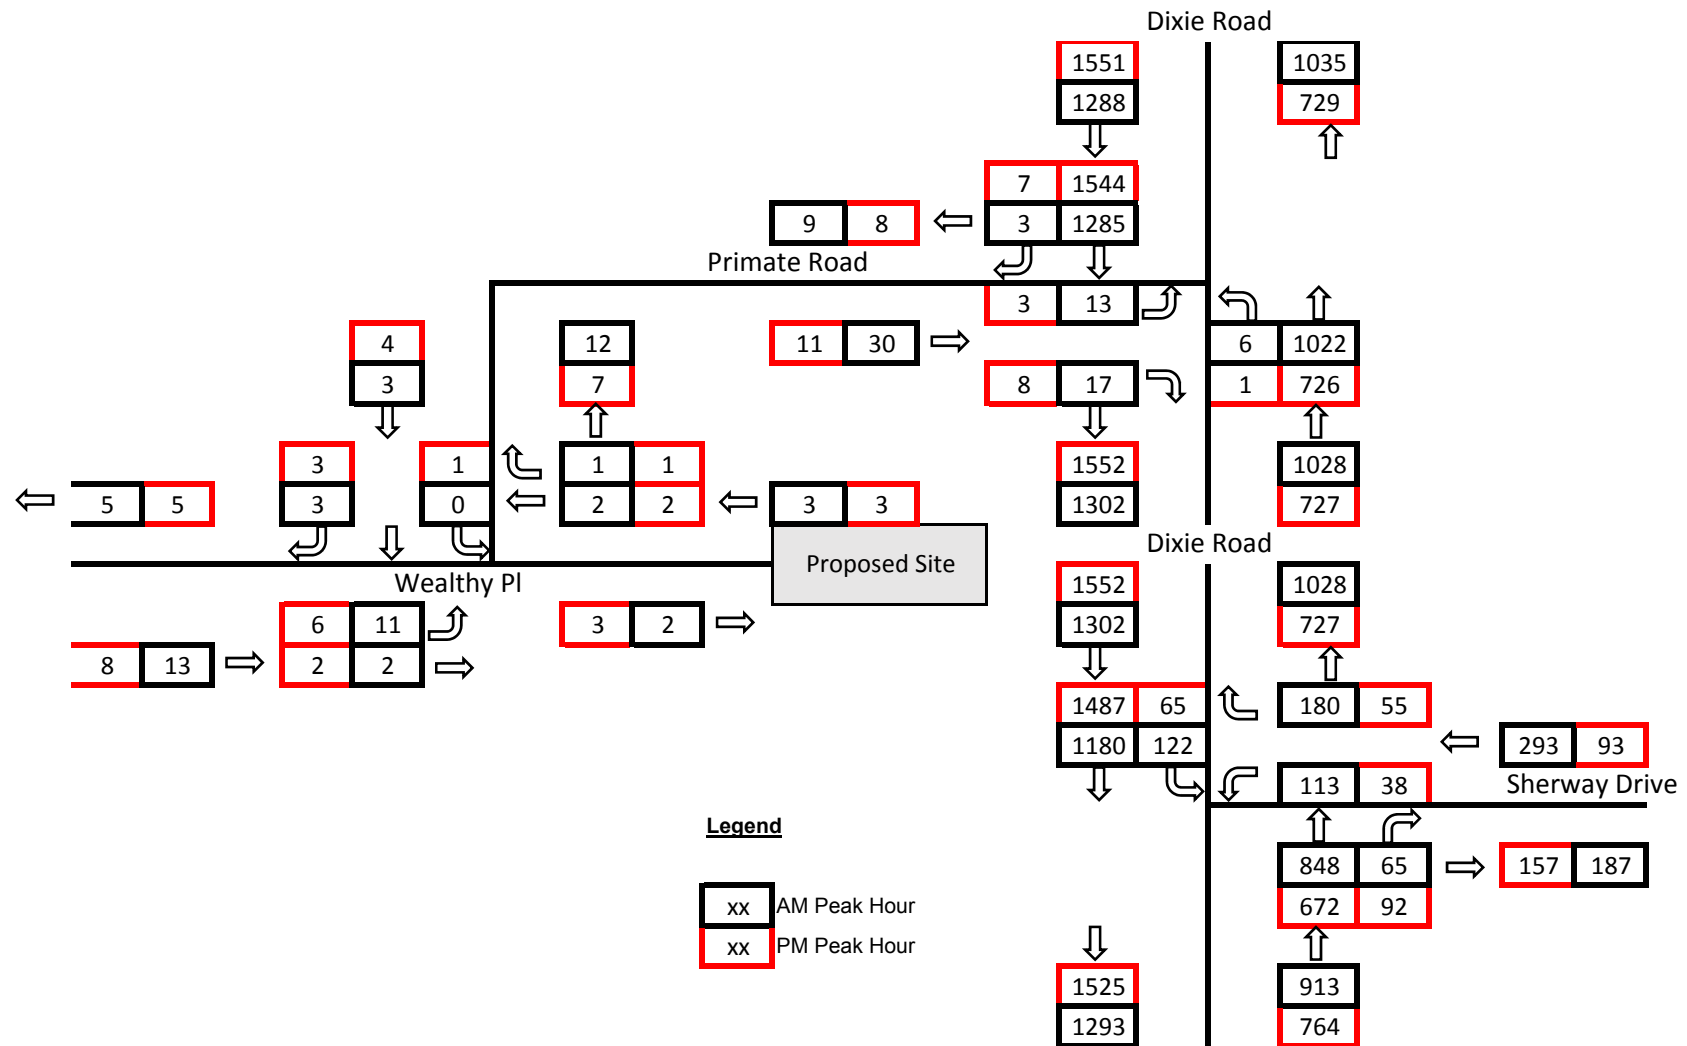 Dixie Road
1551 1035
1288 729
7 1544
9 8 3 1285
Primate Road
3 13
4 12 11 30 6 1022
3 7 8 17 1 726
3 1 1 1 1552 1028
5 5 3 0 2 2 3 3 1302 727
Dixie Road
Proposed Site
Wealthy Pl
1552 1028
6 11 3 2 1302 727
8 13 2 2
1487 65 180 55
1180 122 293 93
113 38 Sherway Drive
Legend
848 65 157 187
xx AM Peak Hour 672 92
xx PM Peak Hour
1525 913
1293 764